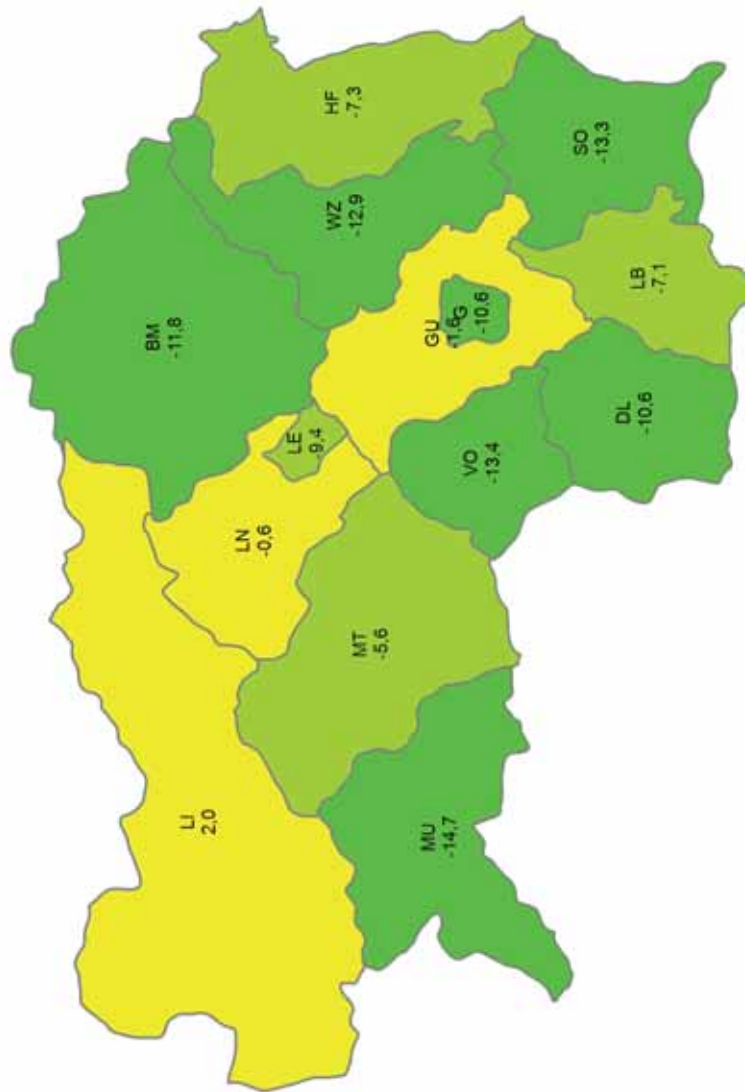 BM
-11,8
LI
2,0
LN
-0,6
LE
9,4
HF
-7,3
WZ
-12,9
MT
-5,6
MU
-14,7
GU
-1,6
G
-10,6
VO
-13,4
SO
-13,3
DL
-10,6
LB
-7,1